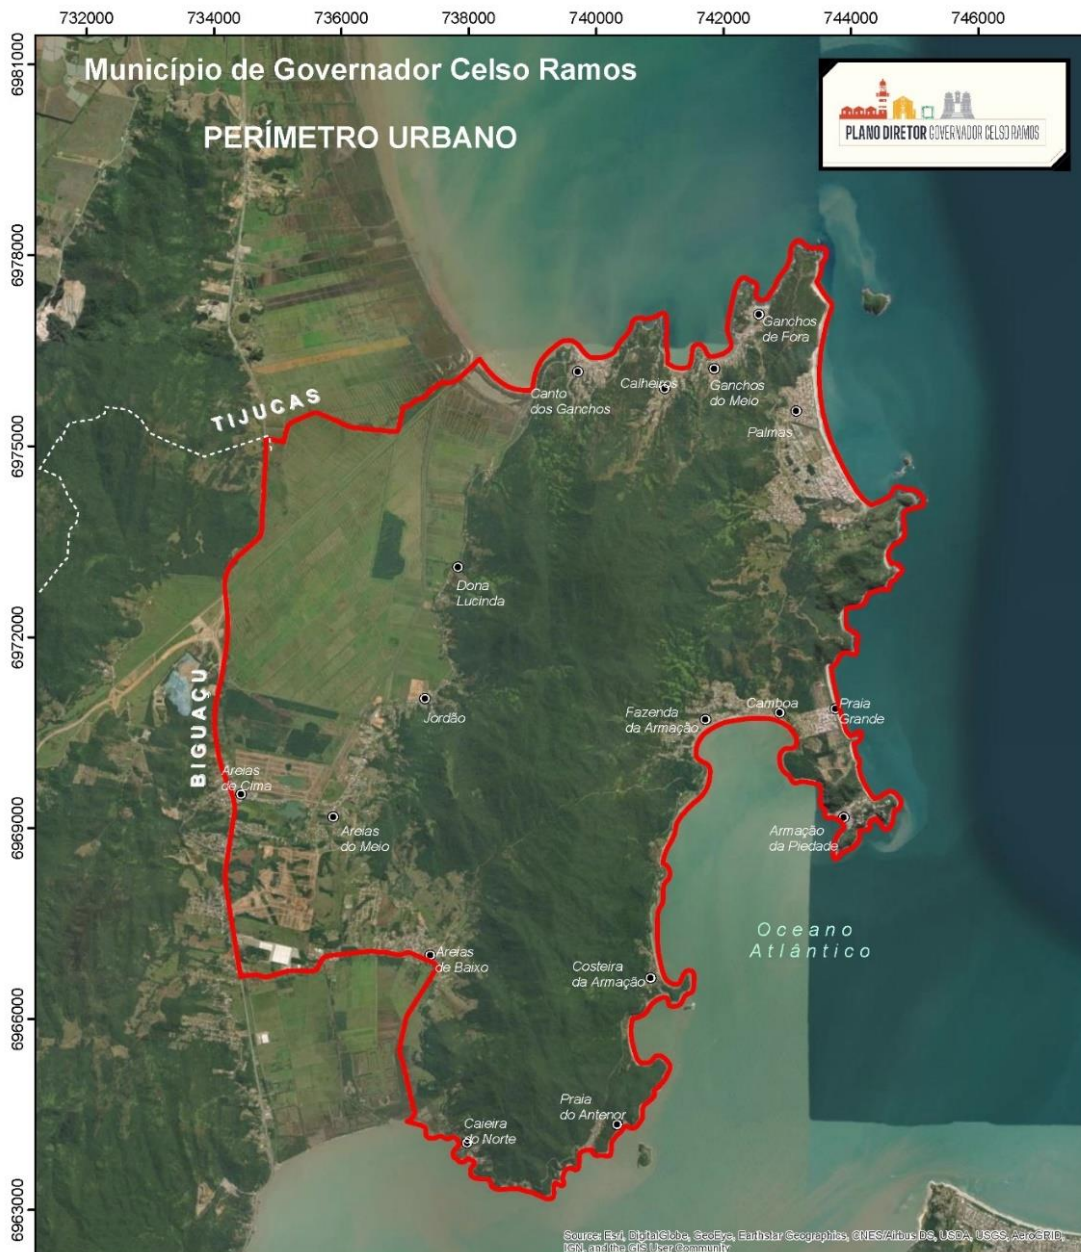 732000 734000 736000 738000 740000 742000 744000 746000
6981000
Município de Governador Celso Ramos
PERÍMETRO URBANO
PLANO DIRETOR GOVERNADOR CELSO RAMOS
6978000
Ganchos
de Fora
Canto
dos Ganchos
Calheiros
Ganchos
do Meio
Palmas
TIJUCAS
6975000
Dona
Lucinda
6972000
BIGUAÇU
Jordão
Fazenda
da Armação
Camboa
Praia
Grande
Areias
de Cima
6969000
Areias
do Meio
Armação
da Piedade
Oceano
Atlântico
Areias
de Baixo
Costeira
da Armação
6966000
Praia
do Antenor
Caieira
do Norte
6963000
Source: Esri, DigitalGlobe, GeoEye, Earthstar Geographics, CNES/Airbus DS, USDA, USGS, AeroGRID,
IGN, and the GIS User Community